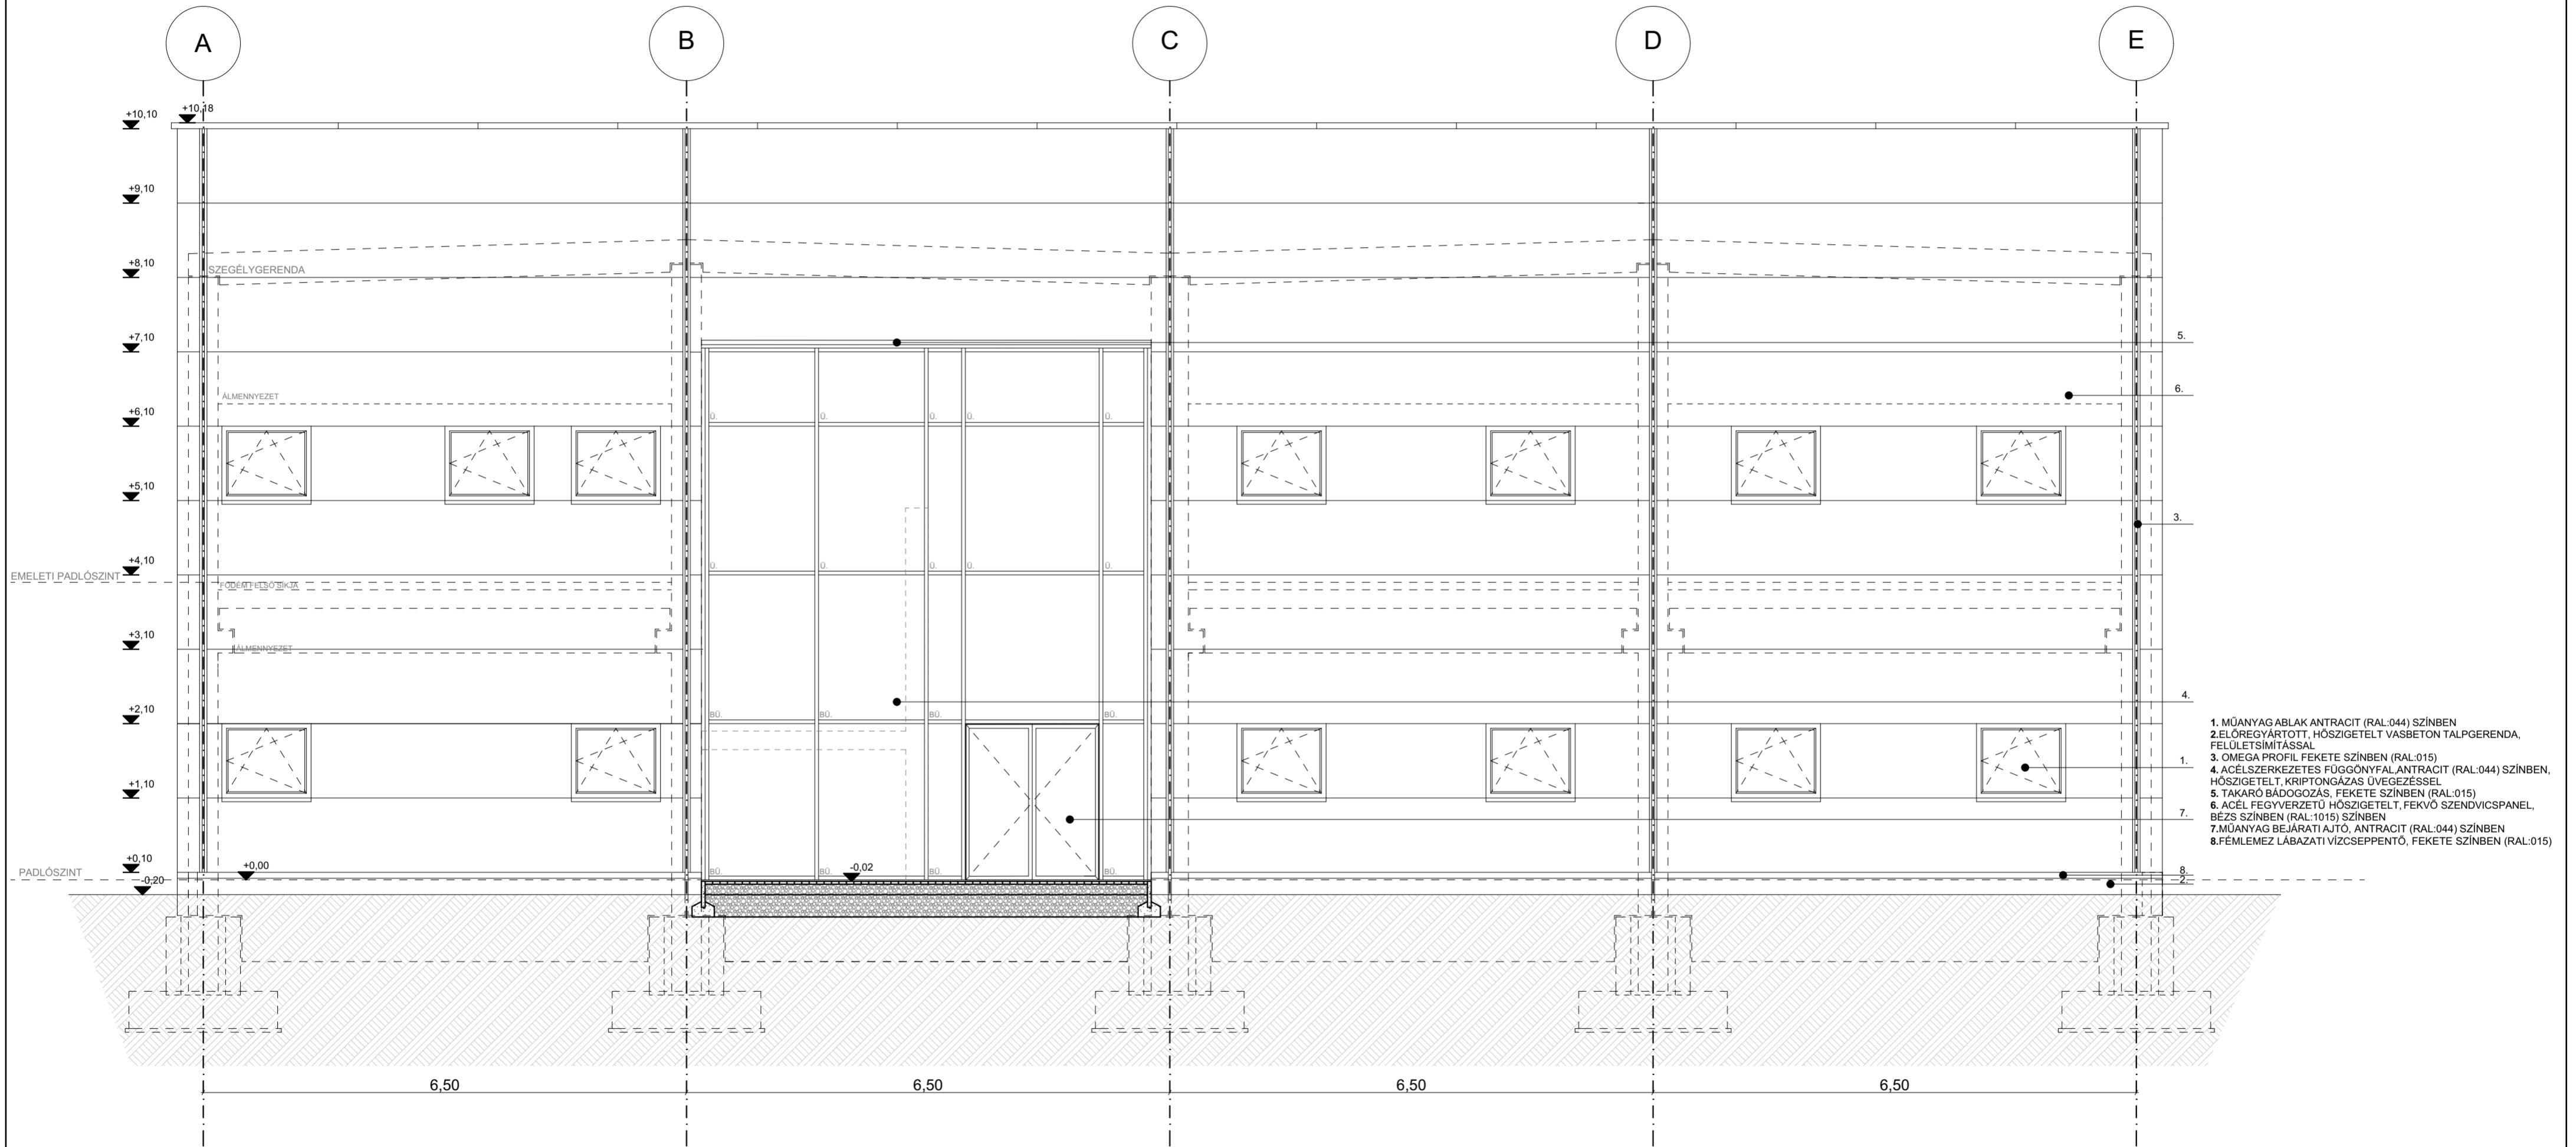 A
B
C
D
E
+10,18
+10,10
+9,10
+8,10
SZEGÉLYGERENDA
5.
+7,10
6.
ÁLMENNYEZET
+6,10
Ü. Ü. Ü. Ü. Ü.
+5,10
3.
Ü. Ü. Ü. Ü. Ü.
+4,10
EMELETI PADLÓSZINT
FÖDÉM FELSŐ SÍKJA
+3,10
ÁLMENNYEZET
4.
+2,10
BÜ. BÜ. BÜ. BÜ.
1.
+1,10
7.
1. MŰANYAG ABLAK ANTRACIT (RAL:044) SZÍNBEN
2.ELŐREGYÁRTOTT, HŐSZIGETELT VASBETON TALPGERENDA,
FELÜLETSÍMÍTÁSSAL
3. OMEGA PROFIL FEKETE SZÍNBEN (RAL:015)
4. ACÉLSZERKEZETES FÜGGÖNYFAL,ANTRACIT (RAL:044) SZÍNBEN,
HŐSZIGETELT, KRIPTONGÁZAS ÜVEGEZÉSSEL
5. TAKARÓ BÁDOGOZÁS, FEKETE SZÍNBEN (RAL:015)
6. ACÉL FEGYVERZETŰ HŐSZIGETELT, FEKVŐ SZENDVICSPANEL,
BÉZS SZÍNBEN (RAL:1015) SZÍNBEN
7.MŰANYAG BEJÁRATI AJTÓ, ANTRACIT (RAL:044) SZÍNBEN
8.FÉMLEMEZ LÁBAZATI VÍZCSEPPENTŐ, FEKETE SZÍNBEN (RAL:015)
+0,10
+0,00
BÜ. BÜ. BÜ. BÜ.
-0,02
8.
PADLÓSZINT
-0,20
2.
6,50
6,50
6,50
6,50